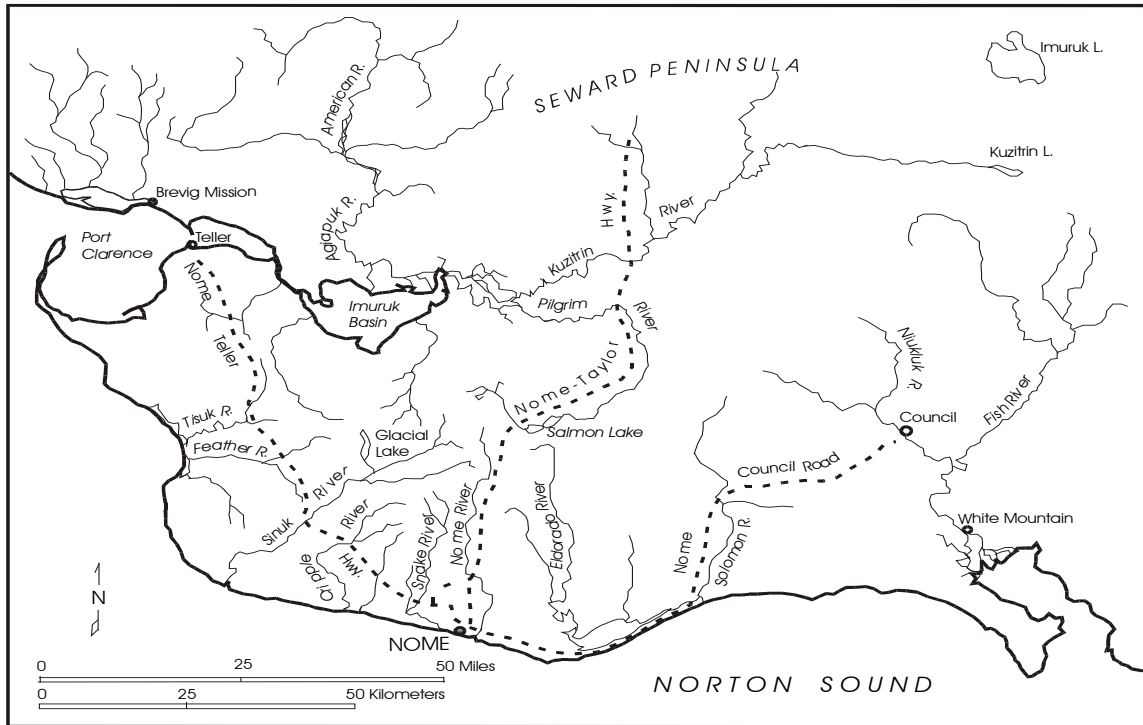 Imuruk L.
SEWARD PENINSULA
American R.
Kuzitrin L.
Brevig Mission
Agiapuk R.
Hwy.
River
Port
Clarence
Teller
Kuzitrin
Nome
Teller
Imuruk
Basin
Pilgrim
River
Niukluk R.
Nome-Taylor
Fish River
Tisuk R.
Salmon Lake
Council
Feather R.
Glacial
Lake
Council Road
Sinuk
River
River
Nome River
Eldorado River
White Mountain
Cripple
Hwy.
Snake River
Nome
Solomon R.
N
NOME
0 25 50 Miles
0 25 50 Kilometers
NORTON SOUND